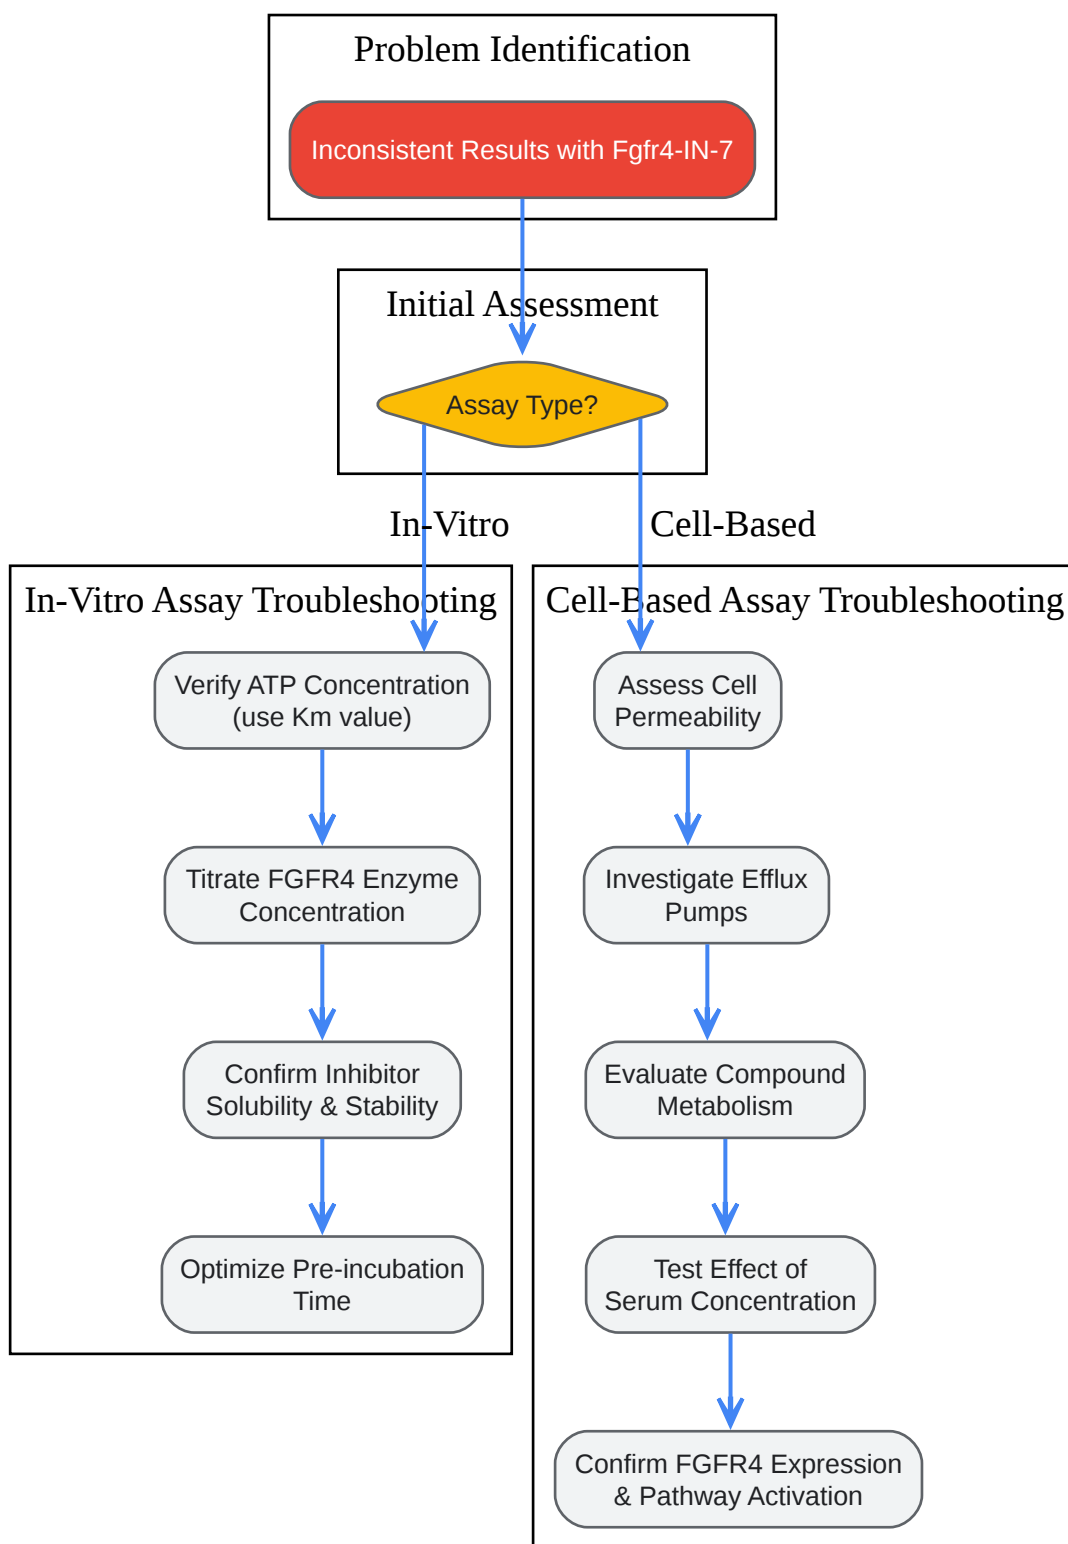 Problem Identification
Inconsistent Results with Fgfr4-IN-7
Initial Assessment
Assay Type?
In-Vitro
Cell-Based
In-Vitro Assay Troubleshooting
Verify ATP Concentration
(use Km value)
Titrate FGFR4 Enzyme
Concentration
Confirm Inhibitor
Solubility & Stability
Optimize Pre-incubation
Time
Cell-Based Assay Troubleshooting
Assess Cell
Permeability
Investigate Efflux
Pumps
Evaluate Compound
Metabolism
Test Effect of
Serum Concentration
Confirm FGFR4 Expression
& Pathway Activation